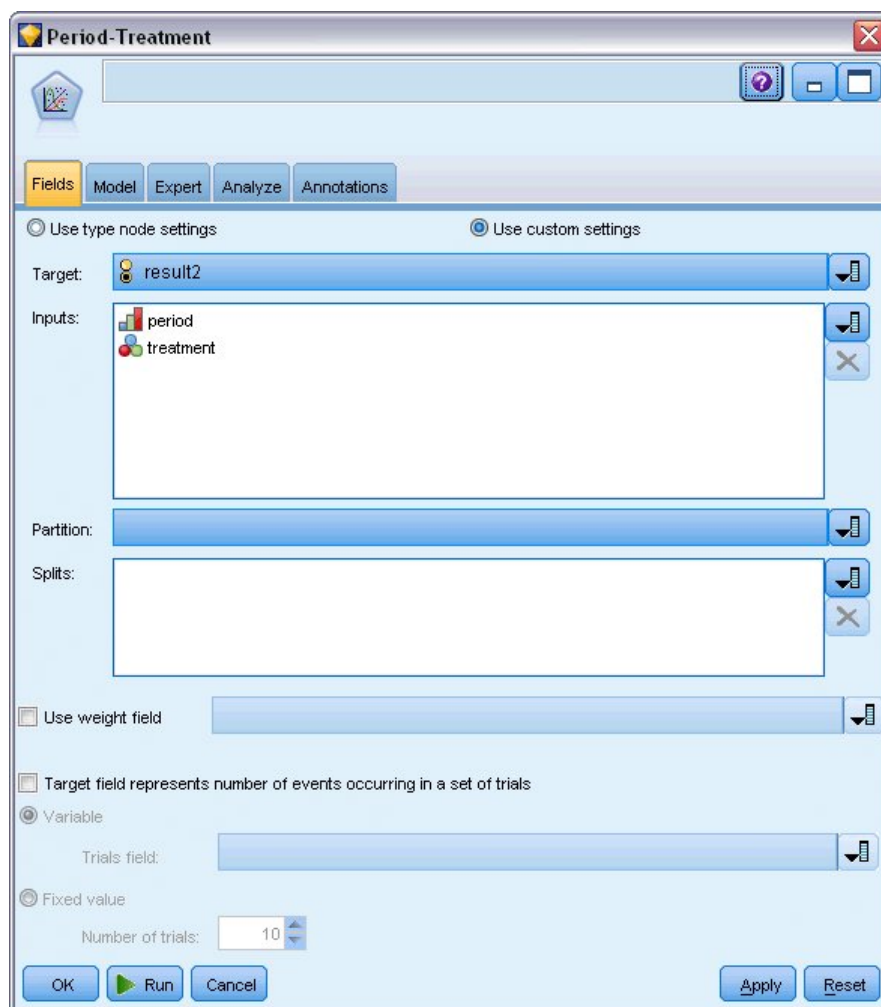 Period-Treatment
Fields Model Expert Analyze Annotations
Use type node settings Use custom settings
Target: result2
Inputs: period
treatment
Partition:
Splits:
Use weight field
Target field represents number of events occurring in a set of trials
Variable
Trials field:
Fixed value
Number of trials: 10
OK Run Cancel Apply Reset